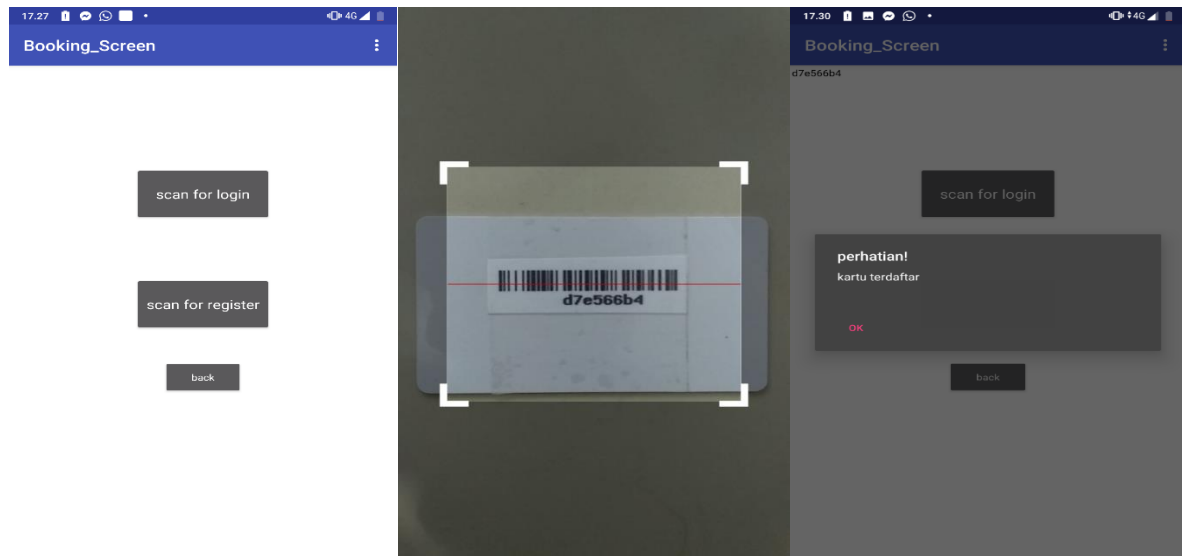 17.27 4G
Booking_Screen
scan for login
scan for register
back
d7e566b4
17.30 4G
Booking_Screen
d7e566b4
scan for login
perhatian!
kartu terdaftar
OK
back